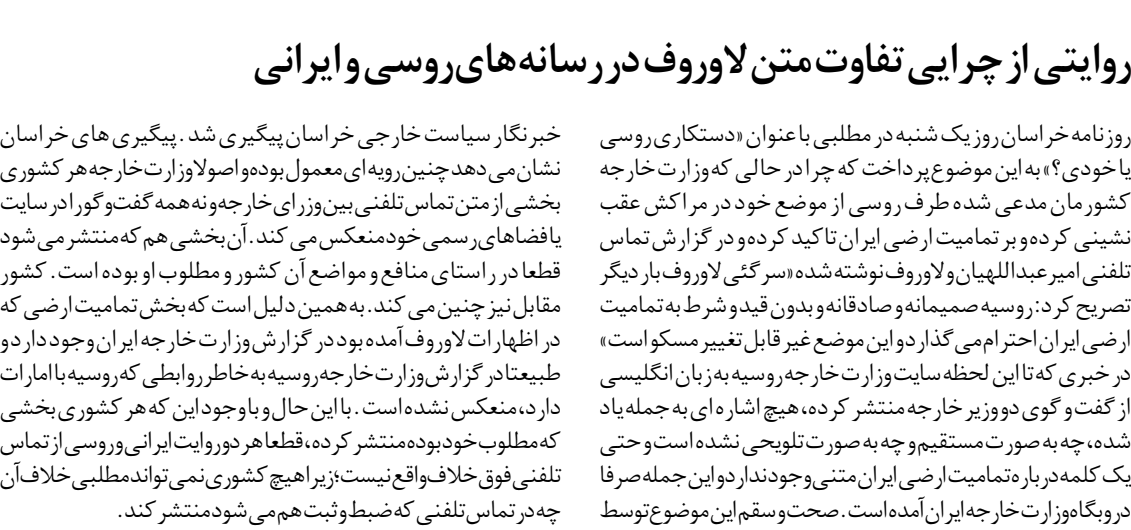 روایتی از چرایی تفاوت متن لاوروف در رسانه‌های روسی و ایرانی
روزنامه خراسان روز یک شنبه در مطلبی با عنوان «دستکاری روسی
یا خودی؟» به این موضوع پرداخت که چرا در حالی که وزارت خارجه
کشورمان مدعی شده طرف روسی از موضع خود در مراکش عقب
نشینی کرده و بر تمامیت ارضی ایران تاکید کرده و در گزارش تماس
تلفنی امیرعبداللهیان و لاوروف نوشته شده «سرگئی لاوروف بار دیگر
تصریح کرد: روسیه صمیمانه و صادقانه و بدون قید و شرط به تمامیت
ارضی ایران احترام می گذارد و این موضع غیر قابل تغییر مسکو است»
در خبری که تا این لحظه سایت وزارت خارجه روسیه به زبان انگلیسی
از گفت و گوی دو وزیر خارجه منتشر کرده، هیچ اشاره ای به جمله یاد
شده، چه به صورت مستقیم و چه به صورت تلویحی نشده است و حتی
یک کلمه درباره تمامیت ارضی ایران متنی وجود ندارد و این جمله صرفا
در وبگاه وزارت خارجه ایران آمده است. صحت و سقم این موضوع توسط
خبرنگار سیاست خارجی خراسان پیگیری شد. پیگیری های خراسان
نشان می دهد چنین رویه ای معمول بوده و اصولا وزارت خارجه هر کشوری
بخشی از متن تماس تلفنی بین وزرای خارجه و نه همه گفت و گو را در سایت
یا فضاهای رسمی خود منعکس می کند. آن بخشی هم که منتشر می شود
قطعا در راستای منافع و مواضع آن کشور و مطلوب او بوده است. کشور
مقابل نیز چنین می کند. به همین دلیل است که بخش تمامیت ارضی که
در اظهارات لاوروف آمده بود در گزارش وزارت خارجه ایران وجود دارد و
طبیعتا در گزارش وزارت خارجه روسیه به خاطر روابطی که روسیه با امارات
دارد، منعکس نشده است. با این حال و با وجود این که هر کشوری بخشی
که مطلوب خود بوده منتشر کرده، قطعا هر دو روایت ایرانی و روسی از تماس
تلفنی فوق خلاف واقع نیست؛ زیرا هیچ کشوری نمی تواند مطلبی خلاف آن
چه در تماس تلفنی که ضبط و ثبت هم می شود منتشر کند.